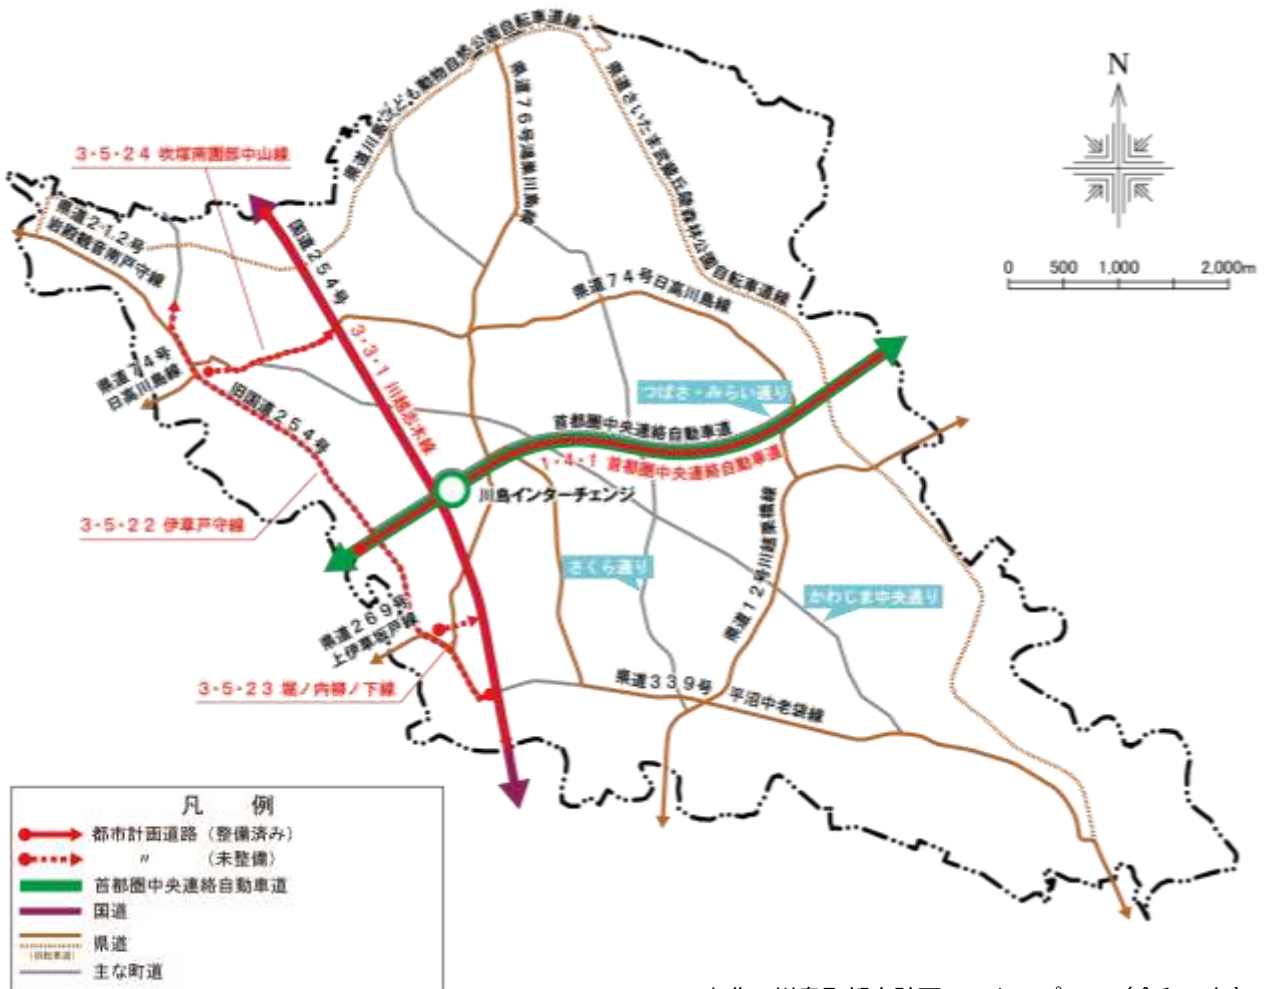 県道川島こども動物自然公園自転車道線
N
県道76号鴻巣川島線
県道さいたま武蔵丘陵森林公園自転車道線
3・5・24 吹塚南園部中山線
県道212号
岩殿観音南戸守線
国道254号
0 500 1,000 2,000m
県道74号日高川島線
3・3・1 川越志木線
県道74号
日高川島線
旧国道254号
つばさ・みらい通り
首都圏中央連絡自動車道
1・4・1 首都圏中央連絡自動車道
川島インターチェンジ
3・5・22 伊草戸守線
県道12号川越栗橋線
さくら通り
かわじま中央通り
県道269号
上伊草坂戸線
3・5・23 堀ノ内柳ノ下線
県道339号 平沼中老袋線
凡 例
都市計画道路(整備済み)
〃 (未整備)
首都圏中央連絡自動車道
国道
県道
(自転車道)
主な町道